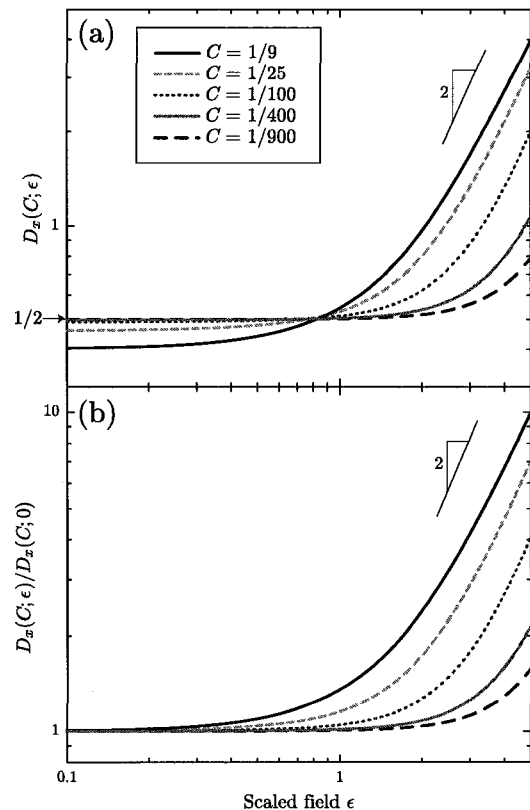 (a)
C = 1/9
C = 1/25
C = 1/100
C = 1/400
C = 1/900
2
D_x(C; ϵ)
1
1/2
(b)
10
2
D_x(C; ϵ)/D_x(C; 0)
1
0.1
1
Scaled field ϵ